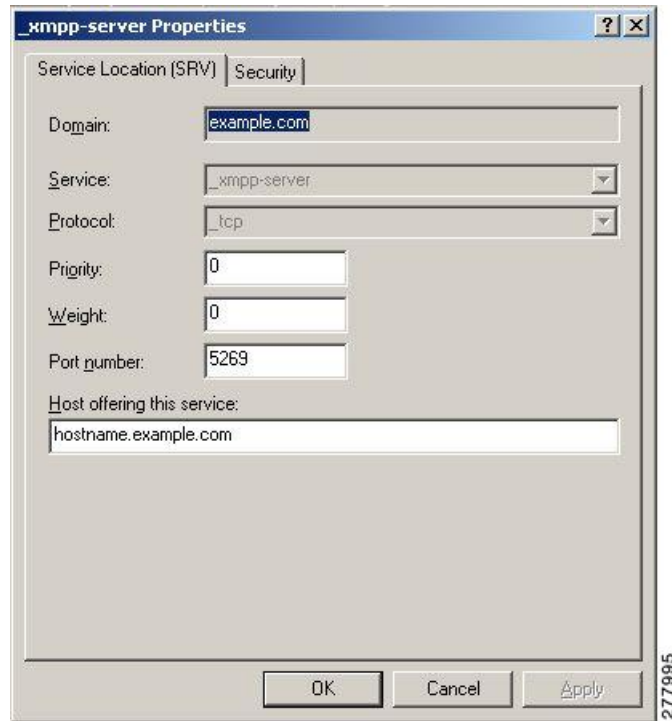 _xmpp-server Properties
Service Location (SRV) Security
Domain: example.com
Service: _xmpp-server
Protocol: _tcp
Priority: 0
Weight: 0
Port number: 5269
Host offering this service:
hostname.example.com
OK Cancel Apply
277995